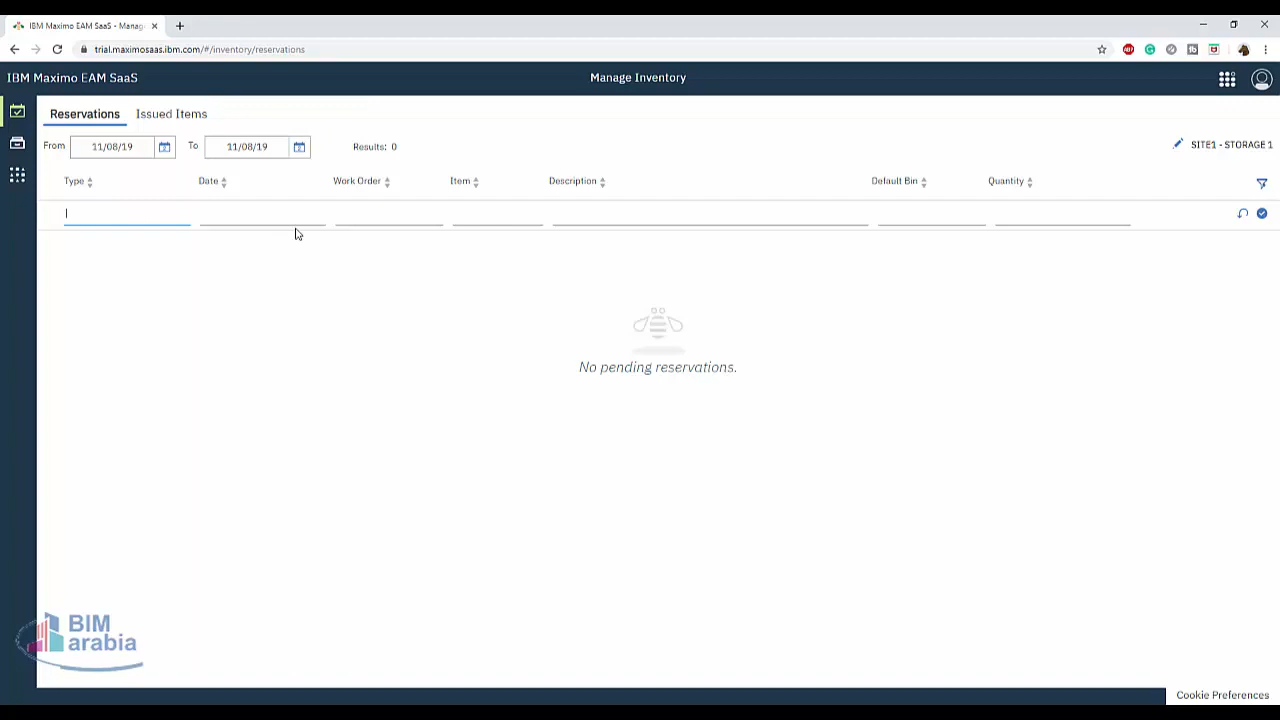 IBM Maximo EAM SaaS - Manag
trial.maximosaas.ibm.com/#/inventory/reservations
IBM Maximo EAM SaaS
Manage Inventory
Reservations
Issued Items
From
11/08/19
To
11/08/19
Results: 0
SITE1 - STORAGE 1
Type
Date
Work Order
Item
Description
Default Bin
Quantity
No pending reservations.
BIM
arabia
Cookie Preferences